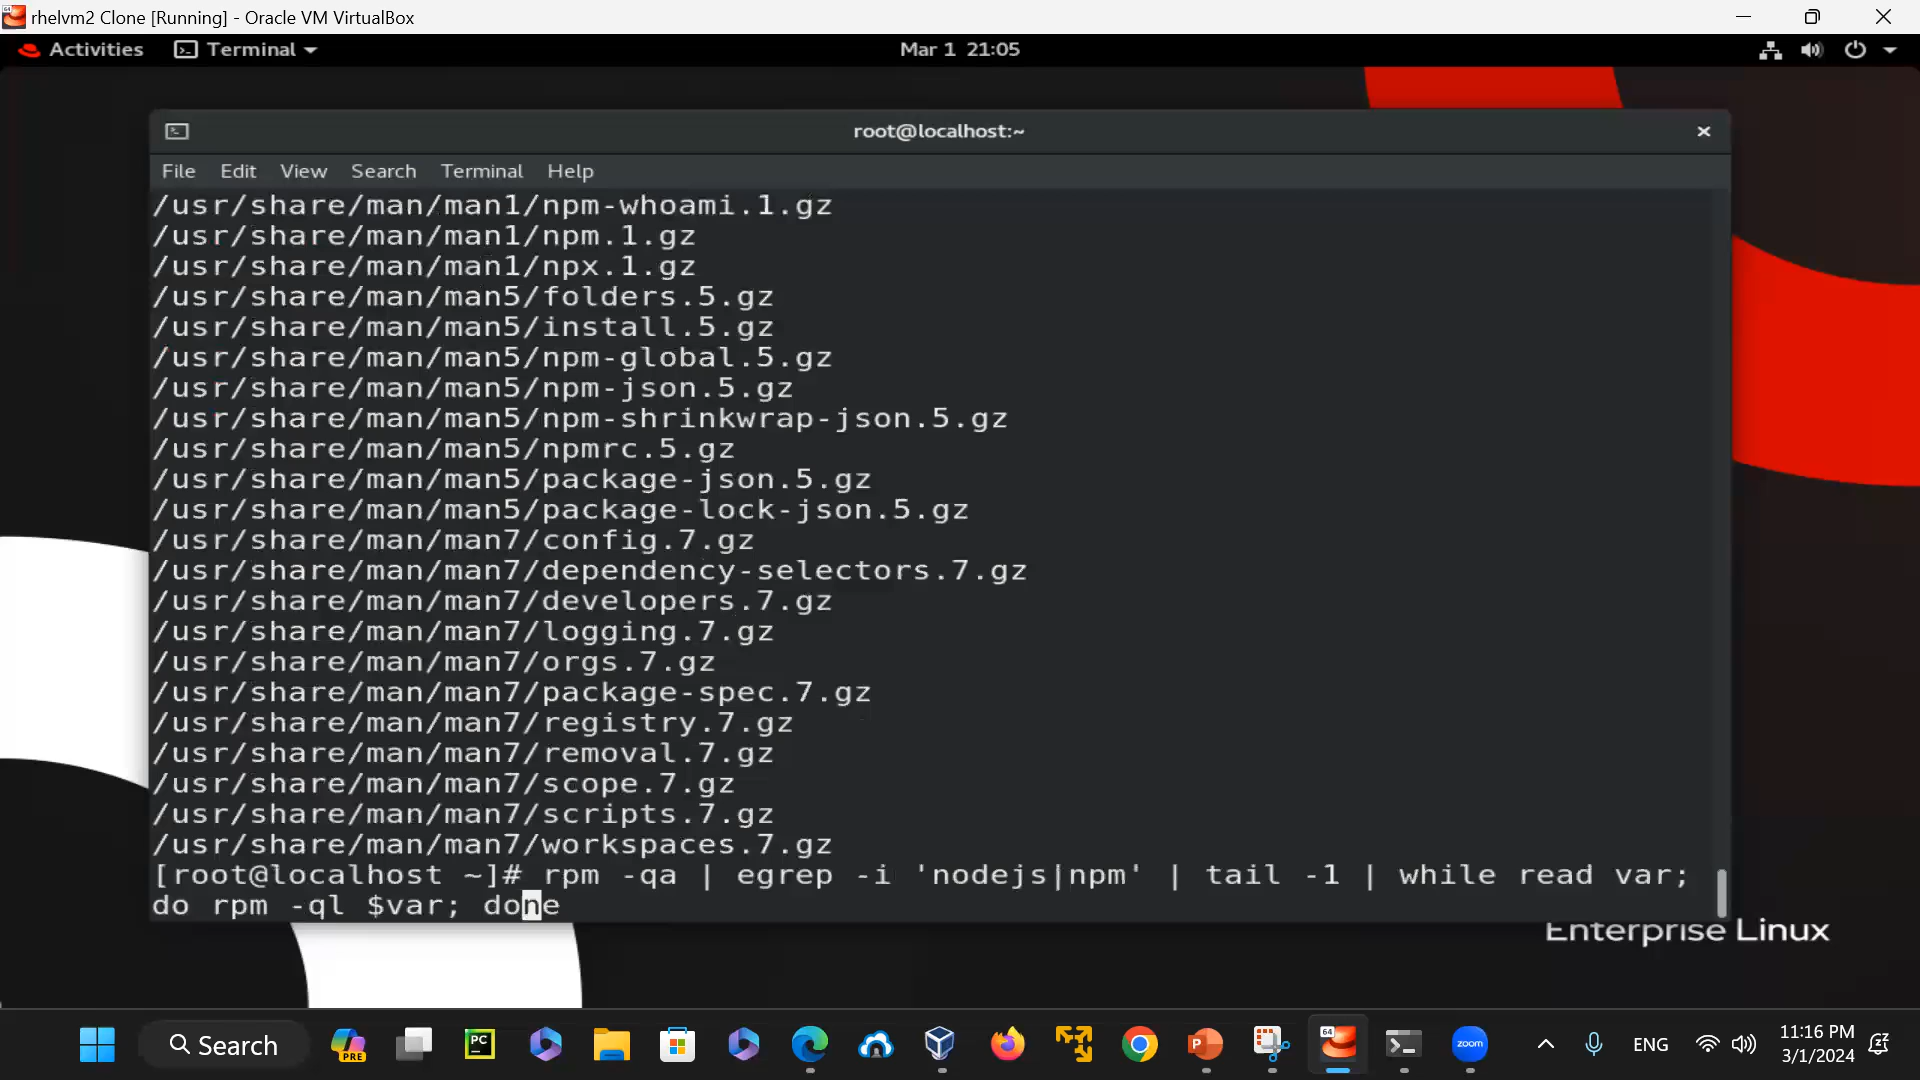 rhelvm2 Clone [Running] - Oracle VM VirtualBox
Activities Terminal Mar 1 21:05
root@localhost:~
File Edit View Search Terminal Help
/usr/share/man/man1/npm-whoami.1.gz
/usr/share/man/man1/npm.1.gz
/usr/share/man/man1/npx.1.gz
/usr/share/man/man5/folders.5.gz
/usr/share/man/man5/install.5.gz
/usr/share/man/man5/npm-global.5.gz
/usr/share/man/man5/npm-json.5.gz
/usr/share/man/man5/npm-shrinkwrap-json.5.gz
/usr/share/man/man5/npmrc.5.gz
/usr/share/man/man5/package-json.5.gz
/usr/share/man/man5/package-lock-json.5.gz
/usr/share/man/man7/config.7.gz
/usr/share/man/man7/dependency-selectors.7.gz
/usr/share/man/man7/developers.7.gz
/usr/share/man/man7/logging.7.gz
/usr/share/man/man7/orgs.7.gz
/usr/share/man/man7/package-spec.7.gz
/usr/share/man/man7/registry.7.gz
/usr/share/man/man7/removal.7.gz
/usr/share/man/man7/scope.7.gz
/usr/share/man/man7/scripts.7.gz
/usr/share/man/man7/workspaces.7.gz
[root@localhost ~]# rpm -qa | egrep -i 'nodejs|npm' | tail -1 | while read var;
do rpm -ql $var; done
Enterprise Linux
Search PRE PC P 64 zoom ENG 11:16 PM
3/1/2024